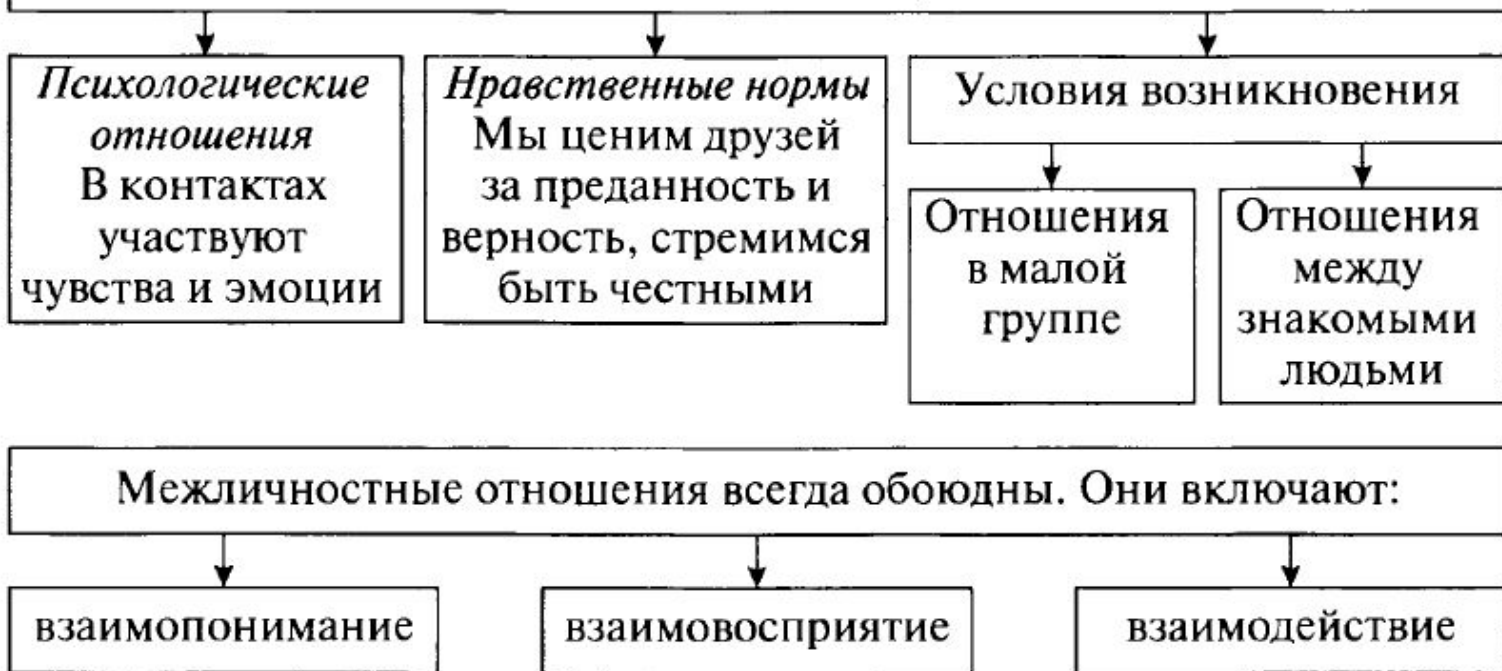 Психологические
отношения
В контактах
участвуют
чувства и эмоции
Нравственные нормы
Мы ценим друзей
за преданность и
верность, стремимся
быть честными
Условия возникновения
Отношения
в малой
группе
Отношения
между
знакомыми
людьми
Межличностные отношения всегда обоюдны. Они включают:
взаимопонимание
взаимовосприятие
взаимодействие